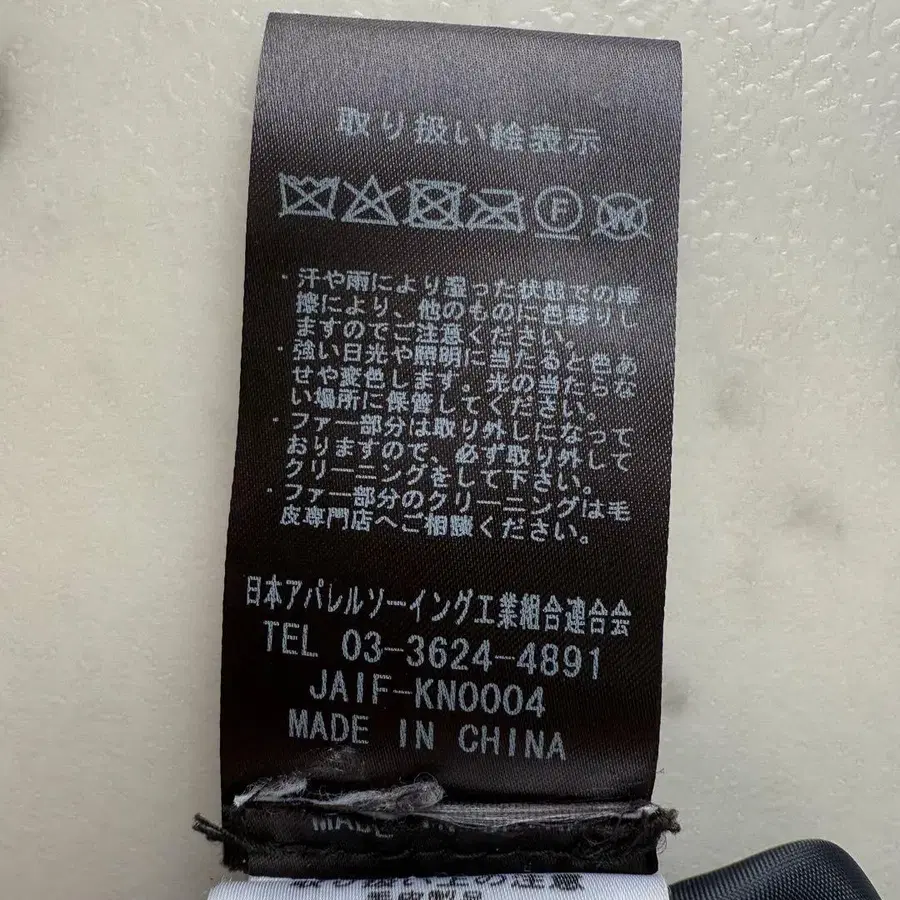 取り扱い絵表示
F
W
・汗や雨により湿った状態での摩
擦により、他のものに色移りし
ますのでご注意ください。
・強い日光や照明に当たると色あ
せや変色します。光の当たらな
い場所に保管してください。
・ファー部分は取り外しになって
おりますので、必ず取り外して
クリーニングをして下さい。
・ファー部分のクリーニングは毛
皮専門店へご相談ください。
日本アパレルソーイング工業組合連合会
TEL 03-3624-4891
JAIF-KN0004
MADE IN CHINA
MADE